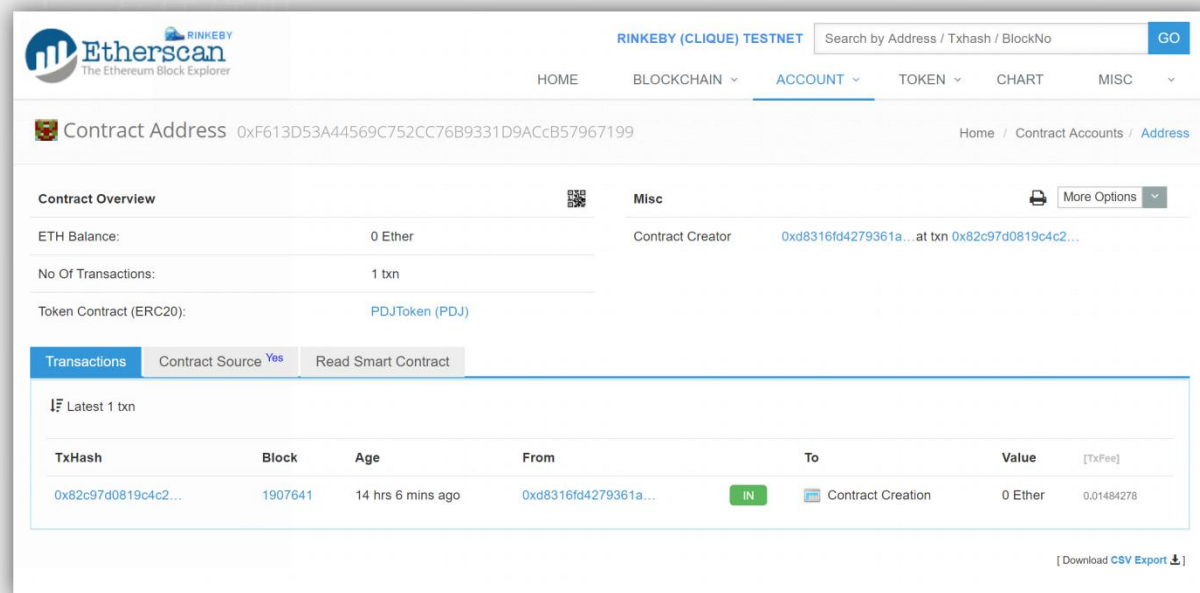 RINKEBY
Etherscan
The Ethereum Block Explorer
RINKEBY (CLIQUE) TESTNET
Search by Address / Txhash / BlockNo
GO
HOME BLOCKCHAIN ACCOUNT TOKEN CHART MISC
Contract Address 0xF613D53A44569C752CC76B9331D9ACcB57967199
Home / Contract Accounts / Address
Contract Overview
ETH Balance: 0 Ether
No Of Transactions: 1 txn
Token Contract (ERC20): PDJToken (PDJ)
Misc
More Options
Contract Creator 0xd8316fd4279361a...at txn 0x82c97d0819c4c2...
Transactions Contract Source Yes Read Smart Contract
Latest 1 txn
TxHash Block Age From To Value [TxFee]
0x82c97d0819c4c2... 1907641 14 hrs 6 mins ago 0xd8316fd4279361a... IN Contract Creation 0 Ether 0.01484278
[ Download CSV Export ]